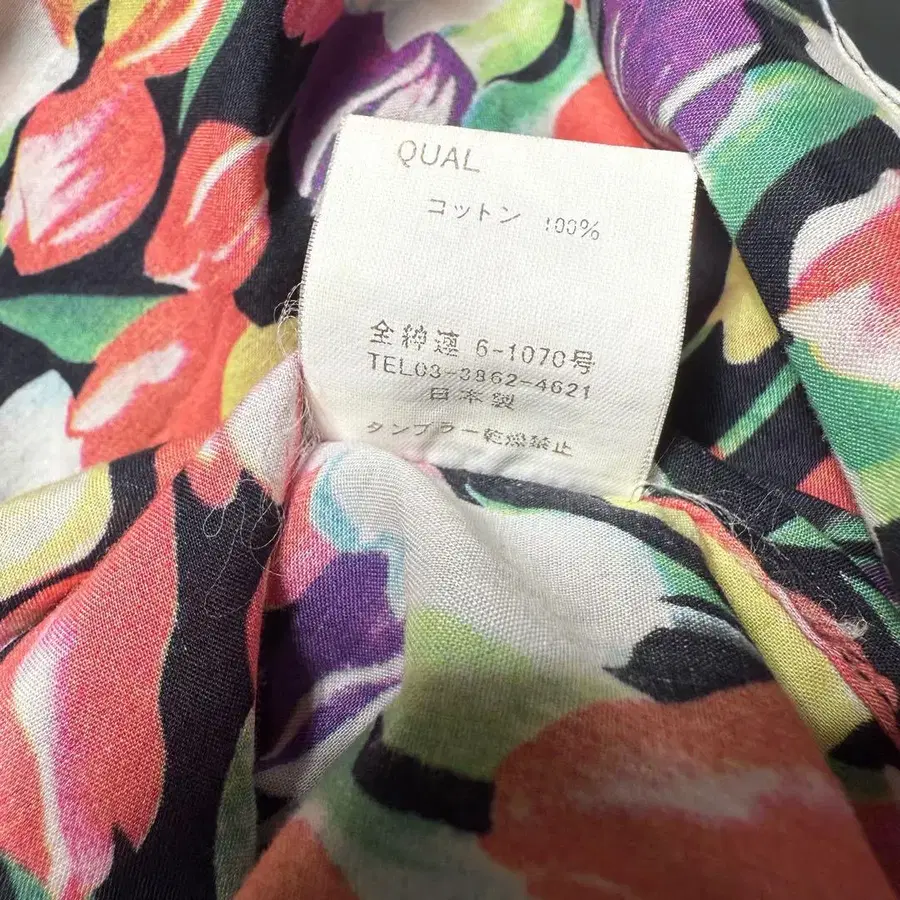 QUAL
コットン 100%
全綷連 6-1070号
TEL03-3862-4621
日本製
タンブラー乾燥禁止